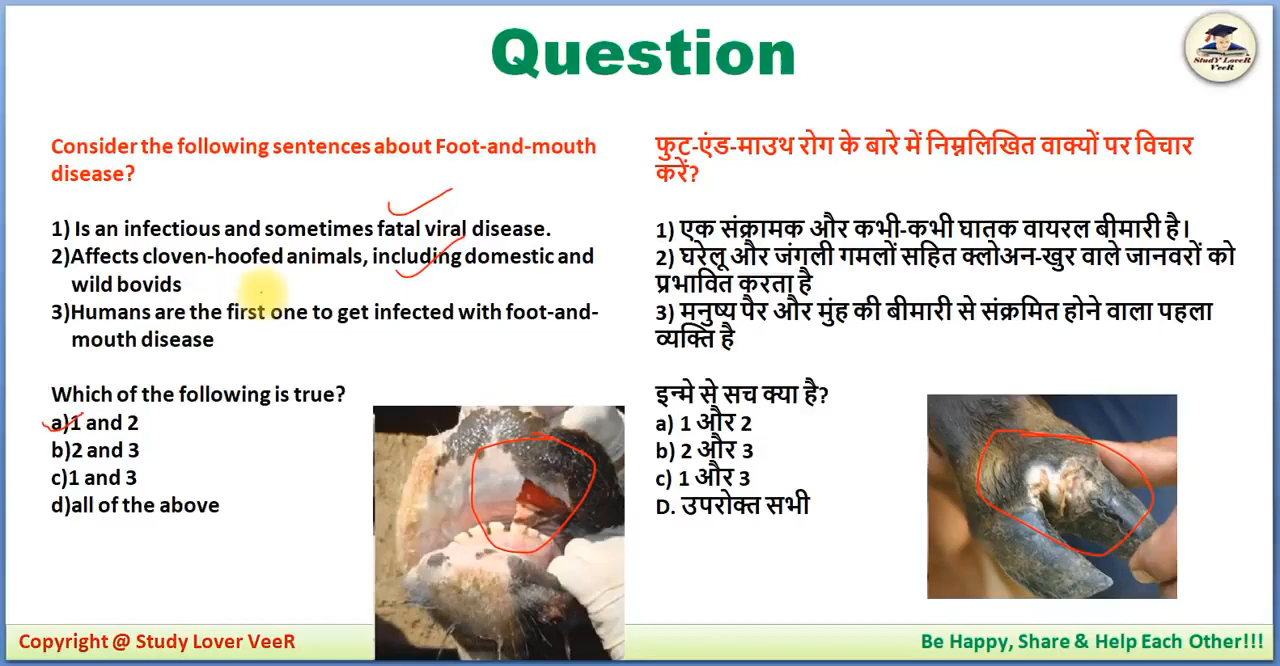 Question
StudY LoveR
VeeR
Consider the following sentences about Foot-and-mouth
disease?
1) Is an infectious and sometimes fatal viral disease.
2)Affects cloven-hoofed animals, including domestic and
wild bovids
3)Humans are the first one to get infected with foot-and-
mouth disease
Which of the following is true?
a)1 and 2
b)2 and 3
c)1 and 3
d)all of the above
फुट-एंड-माउथ रोग के बारे में निम्नलिखित वाक्यों पर विचार
करें?
1) एक संक्रामक और कभी-कभी घातक वायरल बीमारी है।
2) घरेलू और जंगली गमलों सहित क्लोअन-खुर वाले जानवरों को
प्रभावित करता है
3) मनुष्य पैर और मुंह की बीमारी से संक्रमित होने वाला पहला
व्यक्ति है
इन्मे से सच क्या है?
a) 1 और 2
b) 2 और 3
c) 1 और 3
D. उपरोक्त सभी
Copyright @ Study Lover VeeR
Be Happy, Share & Help Each Other!!!